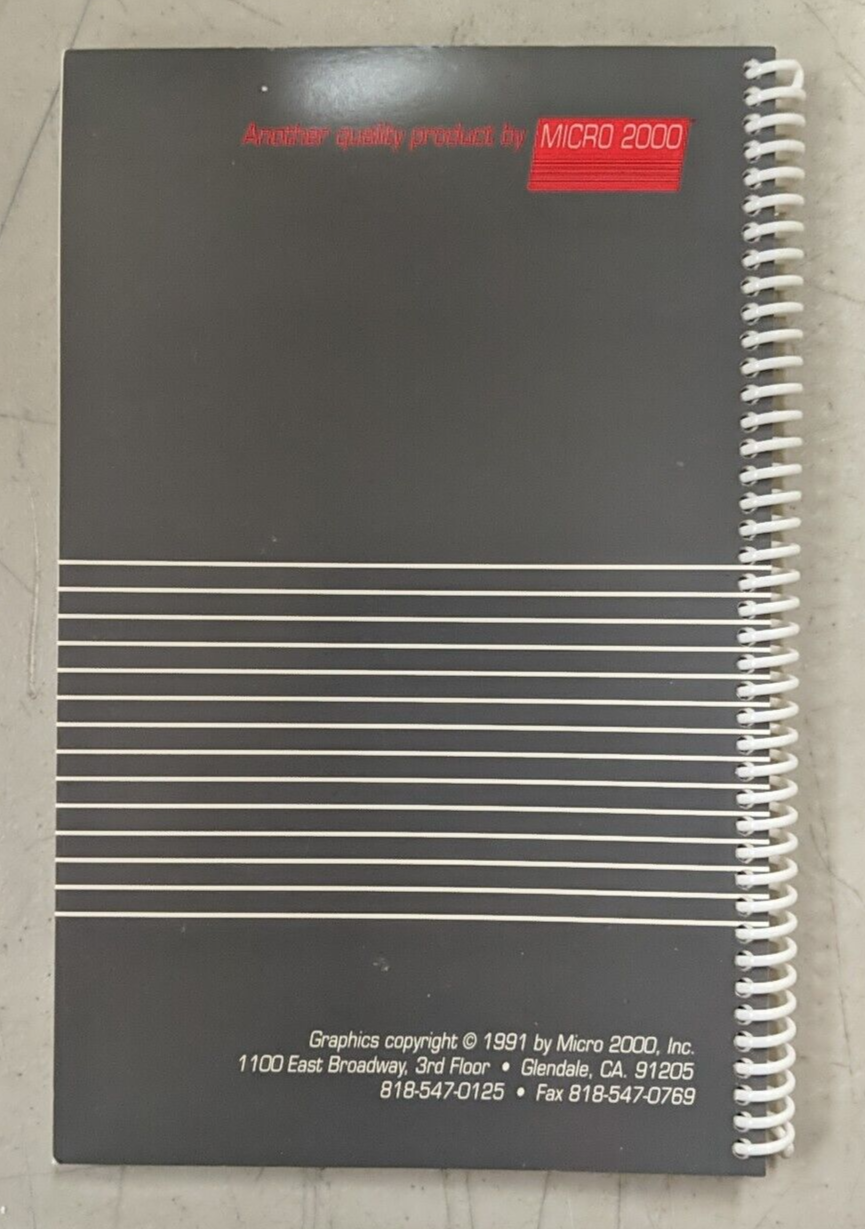 Another quality product by MICRO 2000
Graphics copyright © 1991 by Micro 2000, Inc.
1100 East Broadway, 3rd Floor • Glendale, CA. 91205
818-547-0125 • Fax 818-547-0769